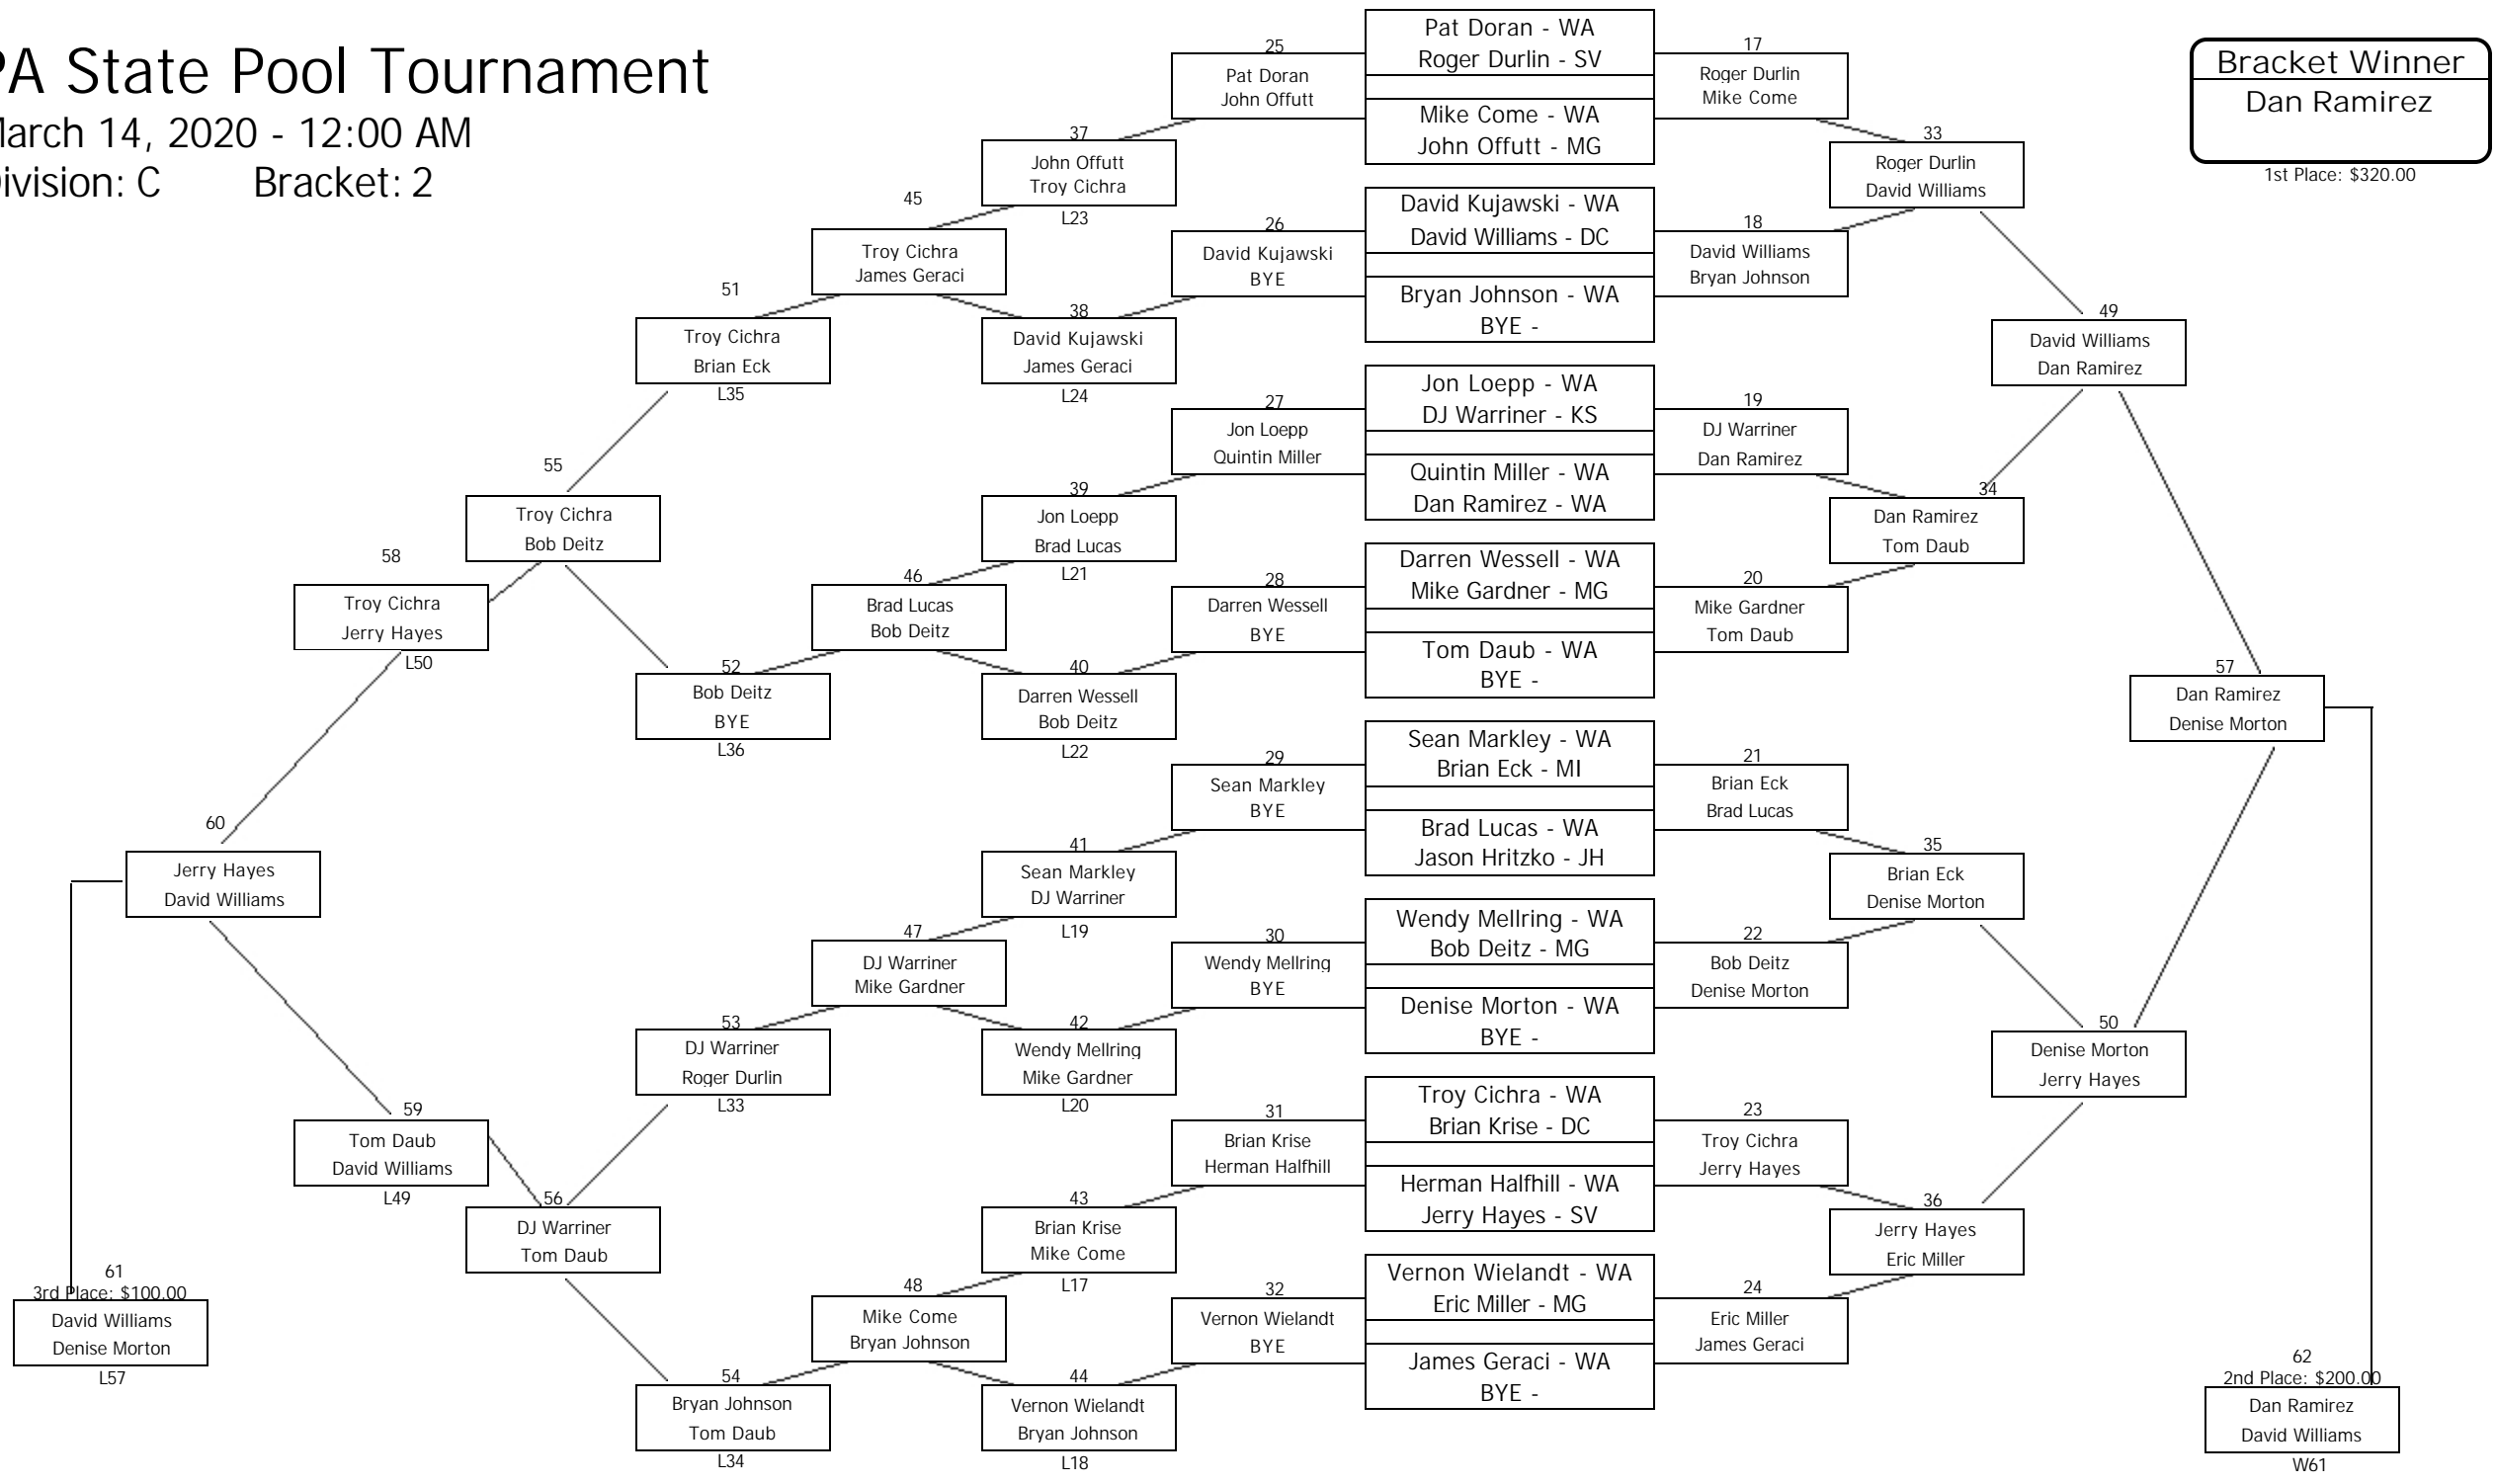 PA State Pool Tournament
March 14, 2020 - 12:00 AM
Division: C Bracket: 2
Bracket Winner
Dan Ramirez
1st Place: $320.00
61
3rd Place: $100.00
David Williams
Denise Morton
L57
60
Jerry Hayes
David Williams
58
Troy Cichra
Jerry Hayes
L50
59
Tom Daub
David Williams
L49
55
Troy Cichra
Bob Deitz
56
DJ Warriner
Tom Daub
51
Troy Cichra
Brian Eck
L35
52
Bob Deitz
BYE
L36
53
DJ Warriner
Roger Durlin
L33
54
Bryan Johnson
Tom Daub
L34
45
Troy Cichra
James Geraci
46
Brad Lucas
Bob Deitz
47
DJ Warriner
Mike Gardner
48
Mike Come
Bryan Johnson
37
John Offutt
Troy Cichra
L23
38
David Kujawski
James Geraci
L24
39
Jon Loepp
Brad Lucas
L21
40
Darren Wessell
Bob Deitz
L22
41
Sean Markley
DJ Warriner
L19
42
Wendy Mellring
Mike Gardner
L20
43
Brian Krise
Mike Come
L17
44
Vernon Wielandt
Bryan Johnson
L18
25
Pat Doran
John Offutt
26
David Kujawski
BYE
27
Jon Loepp
Quintin Miller
28
Darren Wessell
BYE
29
Sean Markley
BYE
30
Wendy Mellring
BYE
31
Brian Krise
Herman Halfhill
32
Vernon Wielandt
BYE
Pat Doran - WA
Roger Durlin - SV
Mike Come - WA
John Offutt - MG
David Kujawski - WA
David Williams - DC
Bryan Johnson - WA
BYE -
Jon Loepp - WA
DJ Warriner - KS
Quintin Miller - WA
Dan Ramirez - WA
Darren Wessell - WA
Mike Gardner - MG
Tom Daub - WA
BYE -
Sean Markley - WA
Brian Eck - MI
Brad Lucas - WA
Jason Hritzko - JH
Wendy Mellring - WA
Bob Deitz - MG
Denise Morton - WA
BYE -
Troy Cichra - WA
Brian Krise - DC
Herman Halfhill - WA
Jerry Hayes - SV
Vernon Wielandt - WA
Eric Miller - MG
James Geraci - WA
BYE -
17
Roger Durlin
Mike Come
18
David Williams
Bryan Johnson
19
DJ Warriner
Dan Ramirez
20
Mike Gardner
Tom Daub
21
Brian Eck
Brad Lucas
22
Bob Deitz
Denise Morton
23
Troy Cichra
Jerry Hayes
24
Eric Miller
James Geraci
33
Roger Durlin
David Williams
34
Dan Ramirez
Tom Daub
35
Brian Eck
Denise Morton
36
Jerry Hayes
Eric Miller
49
David Williams
Dan Ramirez
50
Denise Morton
Jerry Hayes
57
Dan Ramirez
Denise Morton
62
2nd Place: $200.00
Dan Ramirez
David Williams
W61